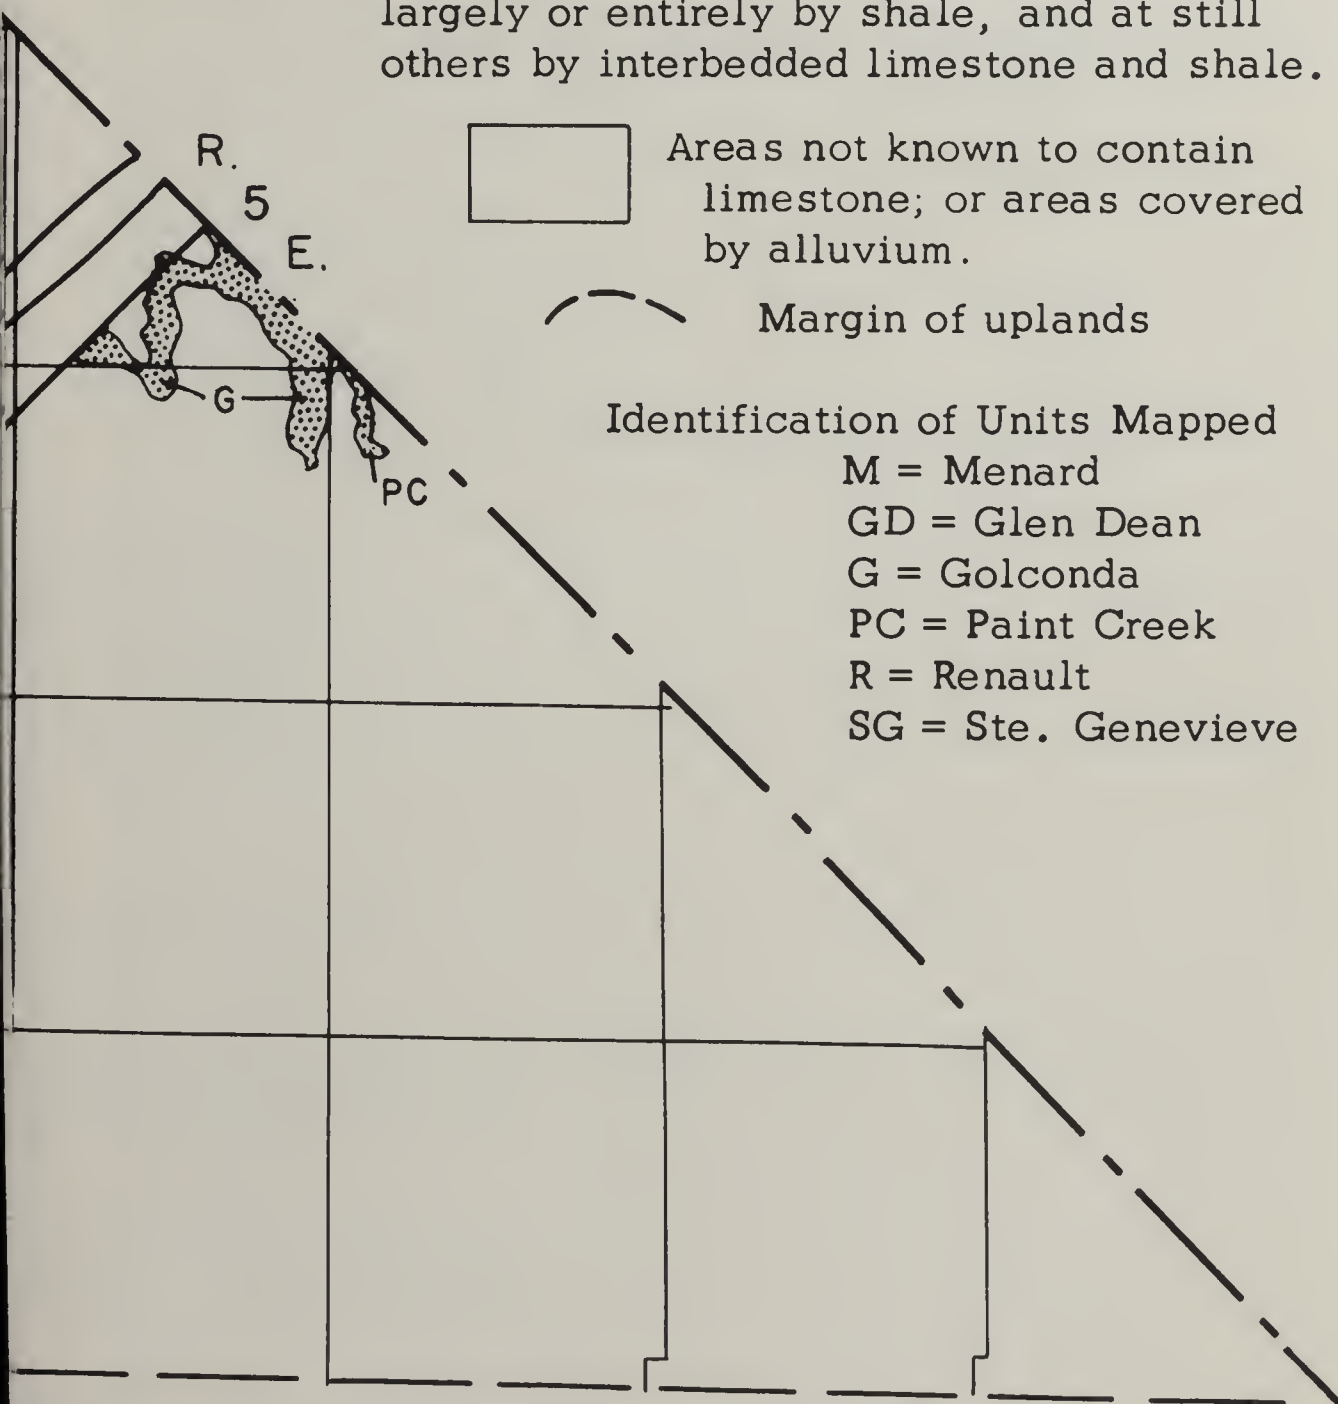 largely or entirely by shale, and at still
others by interbedded limestone and shale.
Areas not known to contain
limestone; or areas covered
by alluvium.
Margin of uplands
R.
5
E.
G
PC
Identification of Units Mapped
M = Menard
GD = Glen Dean
G = Golconda
PC = Paint Creek
R = Renault
SG = Ste. Genevieve